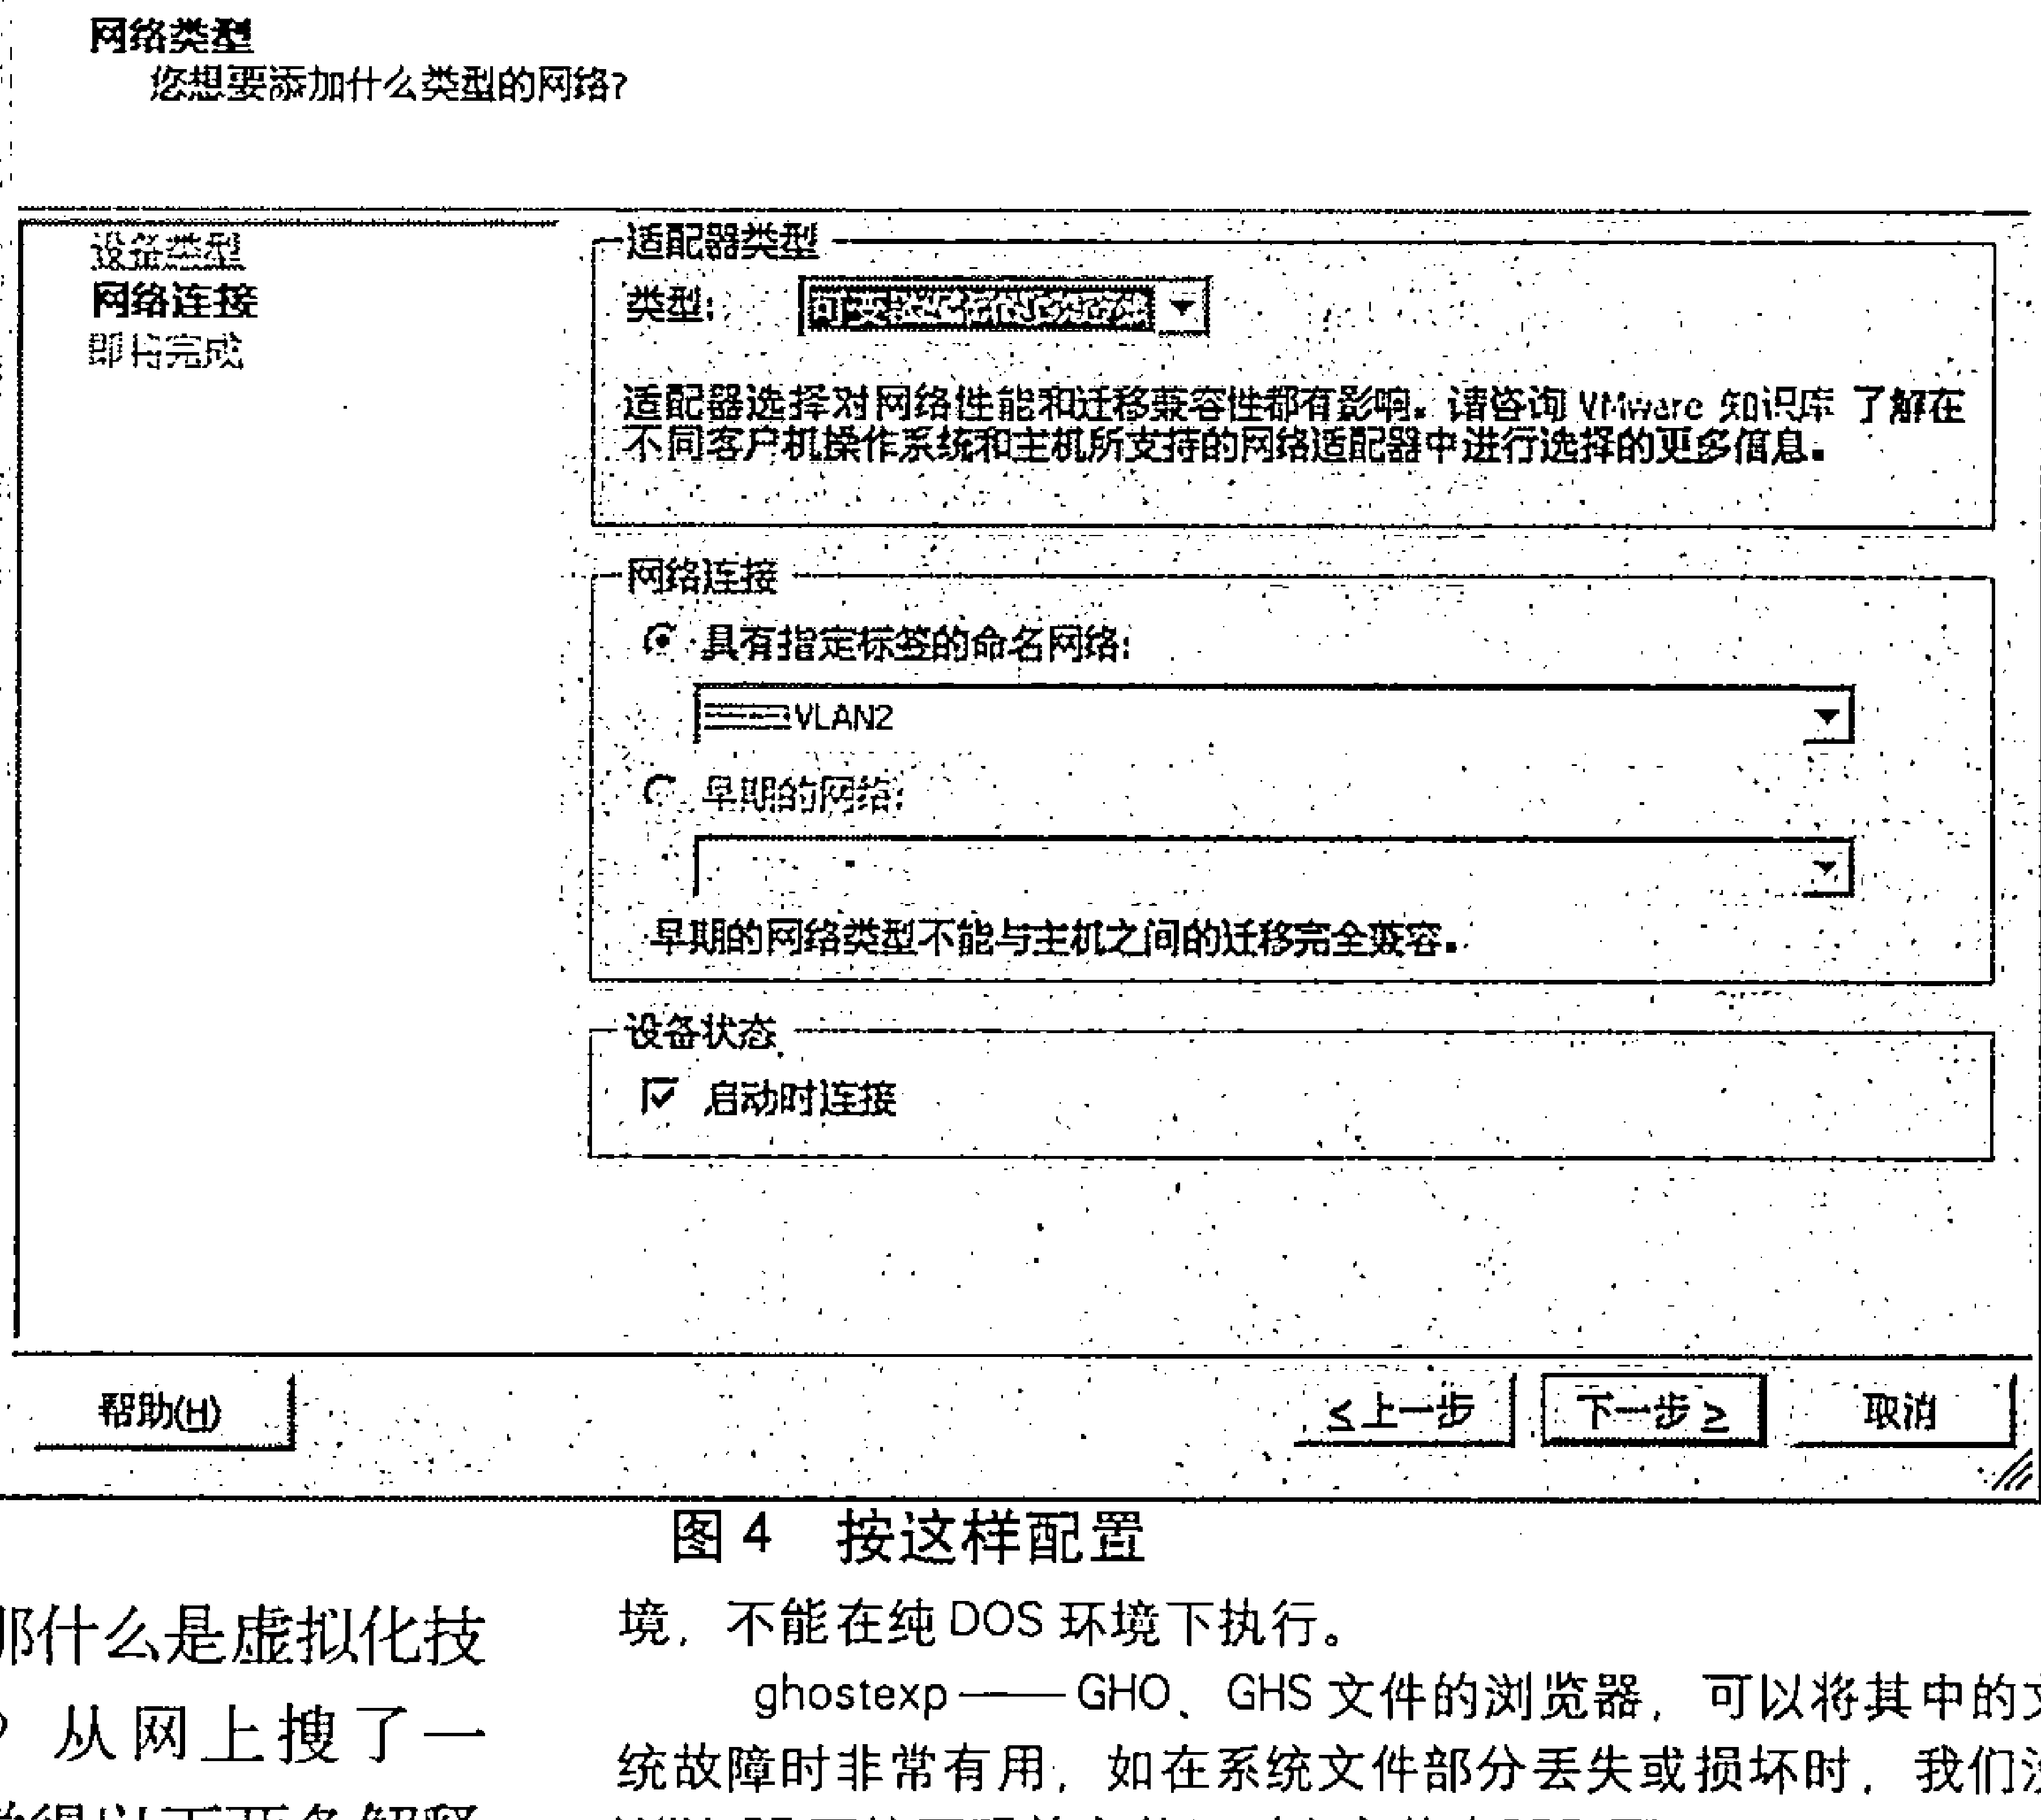 网络类型
您想要添加什么类型的网络?
设备类型
网络连接
即将完成
适配器类型
类型:
适配器选择对网络性能和迁移兼容性都有影响。请咨询 VMware 知识库 了解在
不同客户机操作系统和主机所支持的网络适配器中进行选择的更多信息。
网络连接
具有指定标签的命名网络:
VLAN2
早期的网络:
早期的网络类型不能与主机之间的迁移完全兼容。
设备状态
启动时连接
帮助(H)
≤上一步
下一步≥
取消
图 4 按这样配置
那什么是虚拟化技
？从网上搜了一
境，不能在纯 DOS 环境下执行。
ghostexp —— GHO、GHS 文件的浏览器，可以将其中的文
统故障时非常有用，如在系统文件部分丢失或损坏时，我们